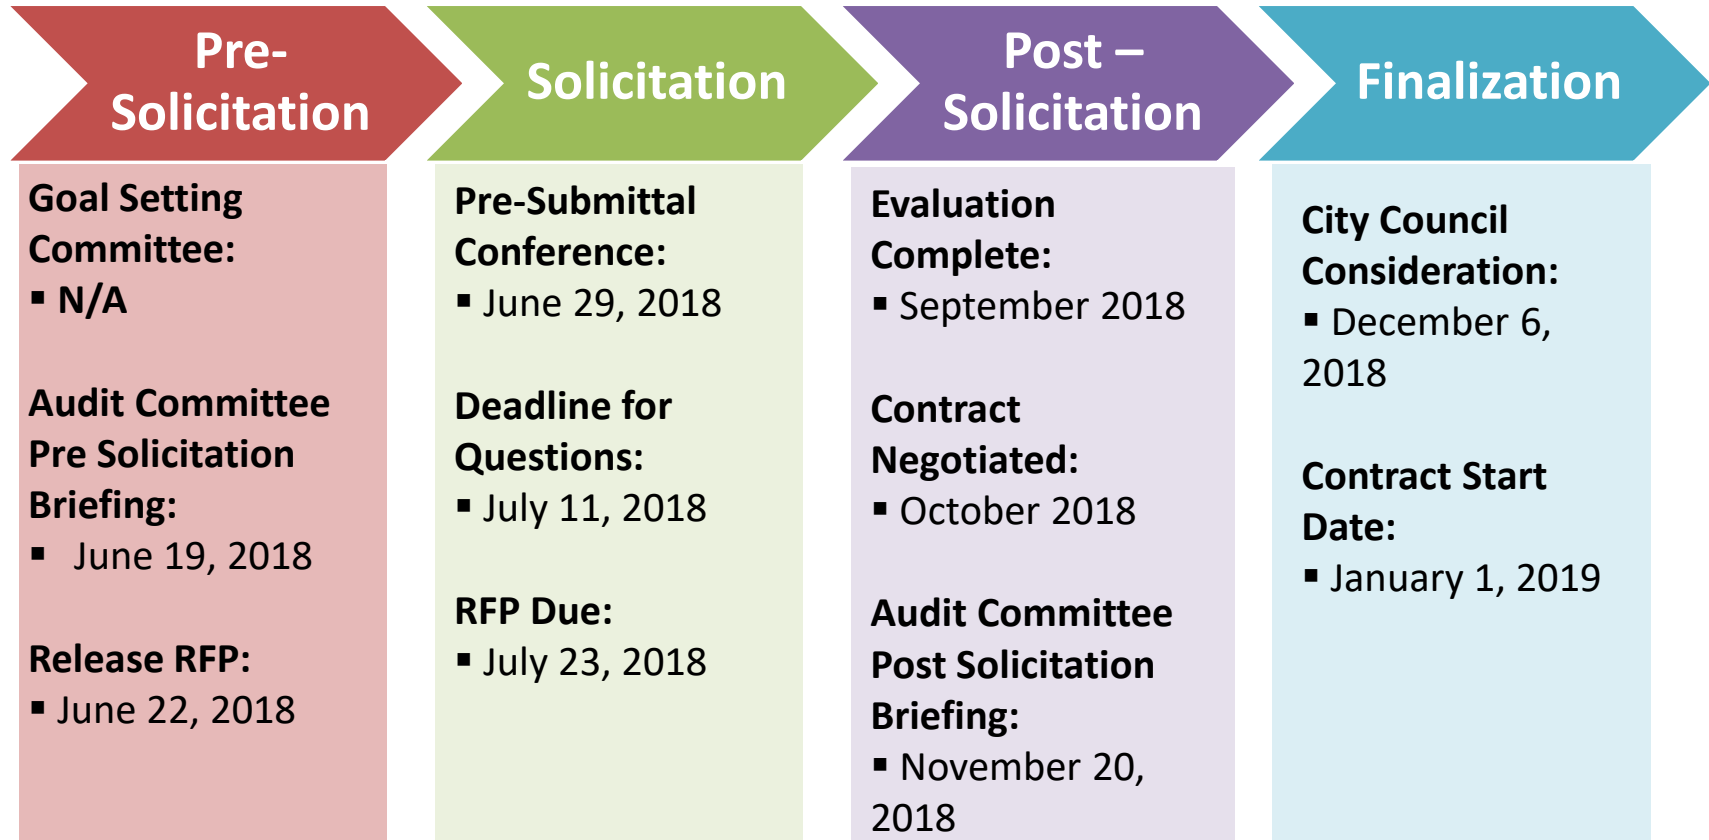 Pre-
Solicitation
Goal Setting
Committee:
▪ N/A
Audit Committee
Pre Solicitation
Briefing:
▪ June 19, 2018
Release RFP:
▪ June 22, 2018
Solicitation
Pre-Submittal
Conference:
▪ June 29, 2018
Deadline for
Questions:
▪ July 11, 2018
RFP Due:
▪ July 23, 2018
Post –
Solicitation
Evaluation
Complete:
▪ September 2018
Contract
Negotiated:
▪ October 2018
Audit Committee
Post Solicitation
Briefing:
▪ November 20,
2018
Finalization
City Council
Consideration:
▪ December 6,
2018
Contract Start
Date:
▪ January 1, 2019